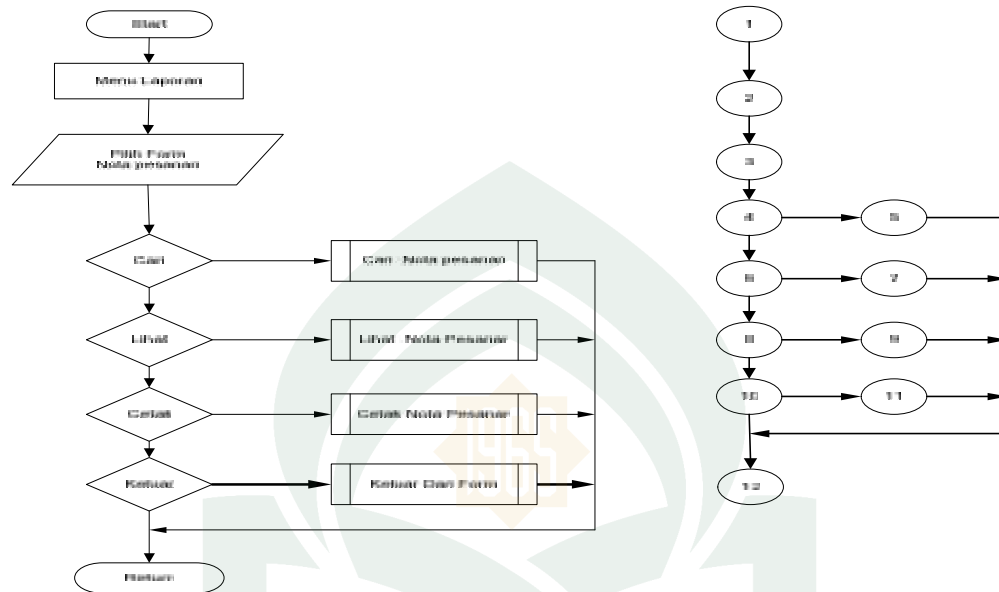 Start
Menu Laporan
Pilih Form
Nota pesanan
Cari
Cari Nota pesanan
Lihat
Lihat Nota Pesanan
Cetak
Cetak Nota Pesanan
Keluar
Keluar Dari Form
Return
1
2
3
4
5
6
7
8
9
10
11
12
1965